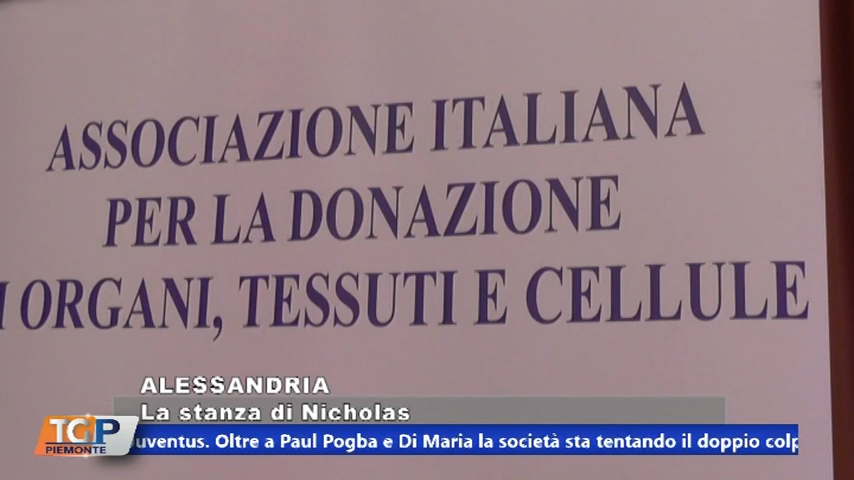 ASSOCIAZIONE ITALIANA
PER LA DONAZIONE
I ORGANI, TESSUTI E CELLULE
ALESSANDRIA
La stanza di Nicholas
TGP
PIEMONTE
uventus. Oltre a Paul Pogba e Di Maria la società sta tentando il doppio colp